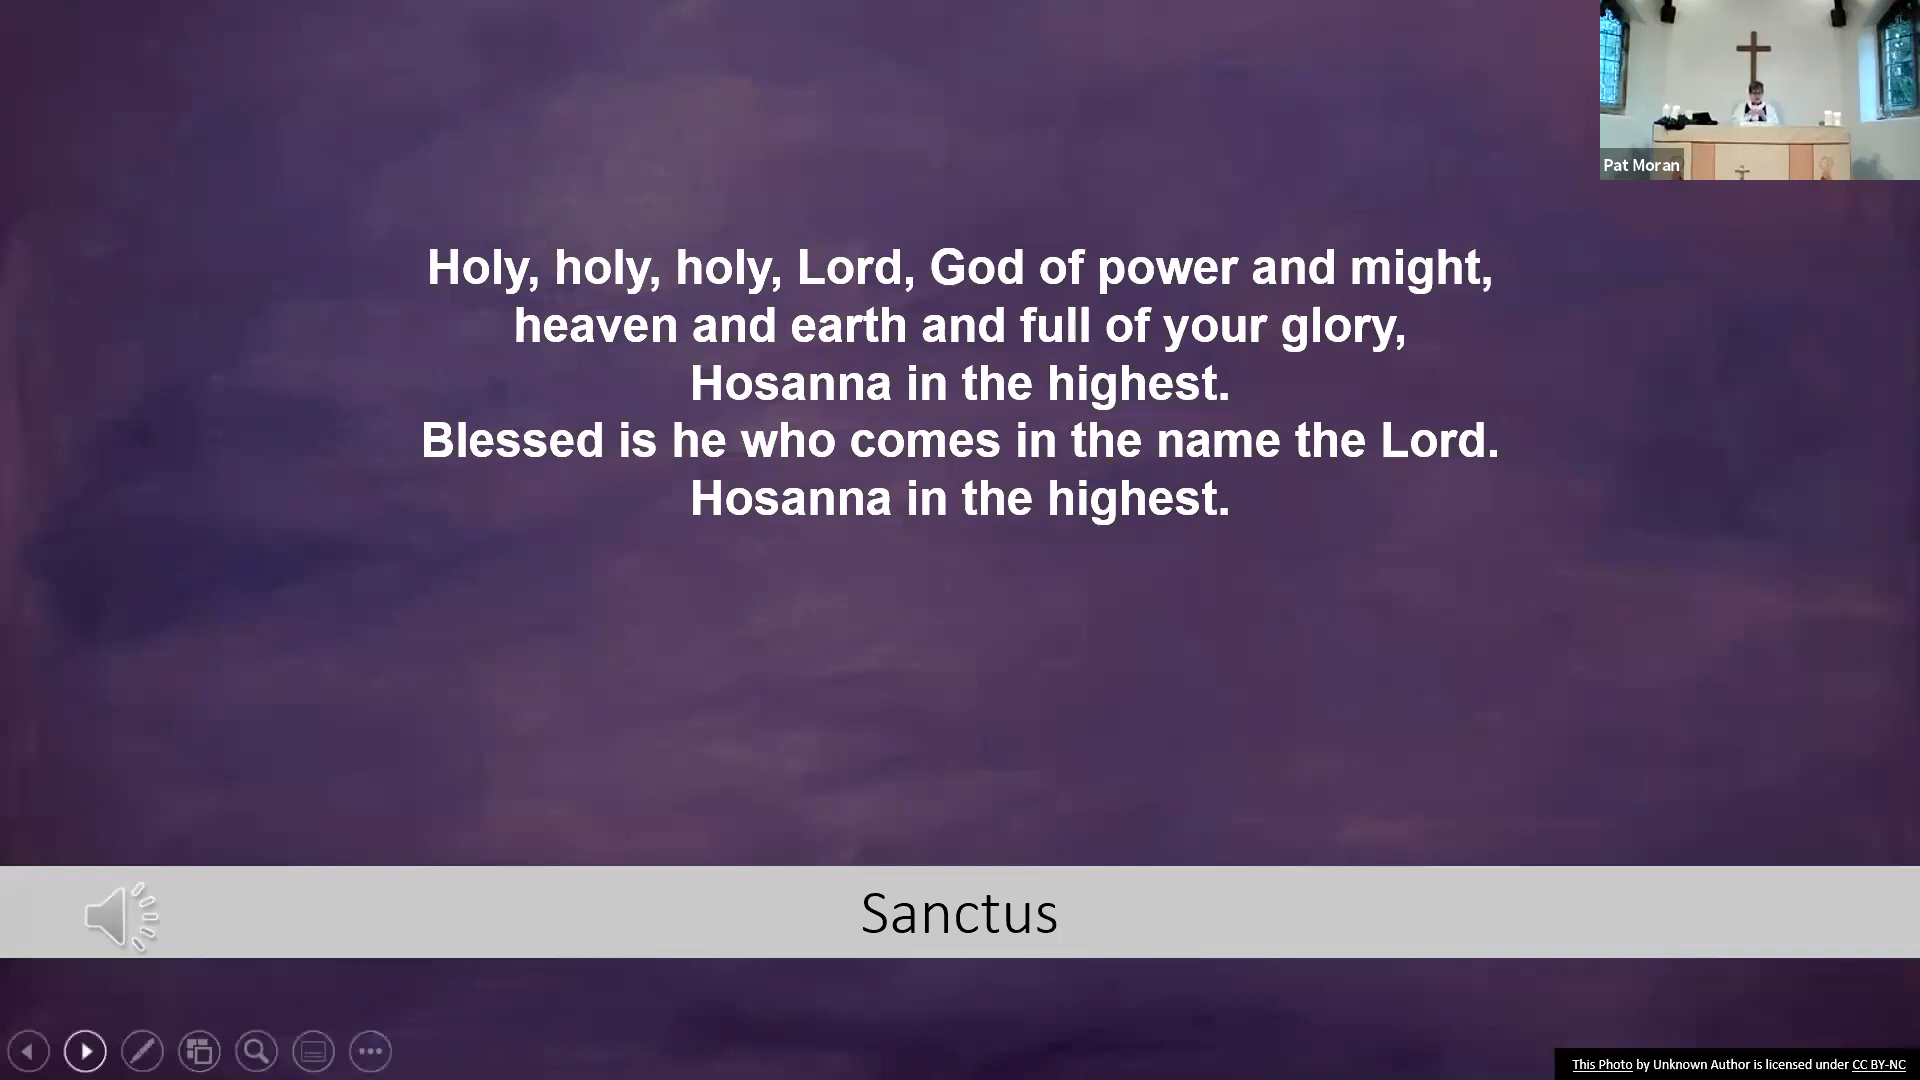 Pat Moran
Holy, holy, holy, Lord, God of power and might,
heaven and earth and full of your glory,
Hosanna in the highest.
Blessed is he who comes in the name the Lord.
Hosanna in the highest.
Sanctus
This Photo by Unknown Author is licensed under CC BY-NC